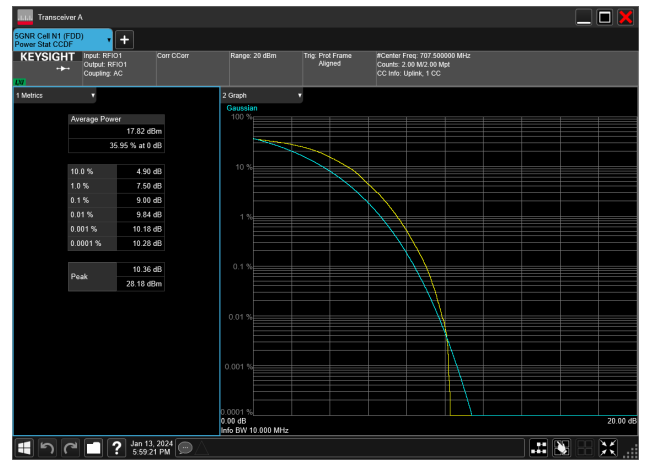 Transceiver A
5GNR Cell N1 (FDD)
Power Stat CCDF
KEYSIGHT
LXI
Input: RFIO1
Output: RFIO1
Coupling: AC
Corr CCorr
Range: 20 dBm
Trig: Prot Frame
Aligned
#Center Freq: 707.500000 MHz
Counts: 2.00 M/2.00 Mpt
CC Info: Uplink, 1 CC
1 Metrics
Average Power
17.82 dBm
35.95 % at 0 dB
10.0 % 4.90 dB
1.0 % 7.50 dB
0.1 % 9.00 dB
0.01 % 9.84 dB
0.001 % 10.18 dB
0.0001 % 10.28 dB
Peak
10.36 dB
28.18 dBm
2 Graph
Gaussian
100 %
10 %
1 %
0.1 %
0.01 %
0.001 %
0.0001 %
0.00 dB
20.00 dB
Info BW 10.000 MHz
Jan 13, 2024
5:59:21 PM